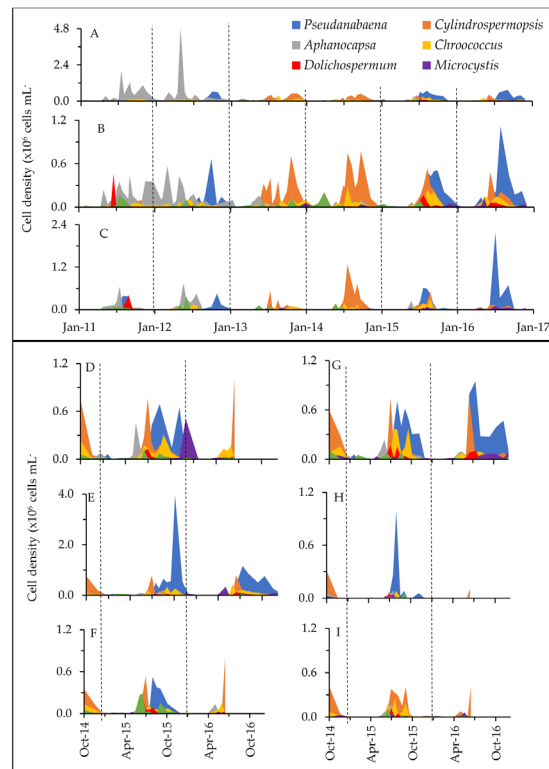 4.8
A
Pseudanabaena
Cylindrospermopsis
Aphanocapsa
Chroococcus
Dolichospermum
Microcystis
2.4
0.0
Cell density (x10⁶ cells mL⁻
1.2
B
0.6
0.0
2.4
C
1.2
0.0
Jan-11 Jan-12 Jan-13 Jan-14 Jan-15 Jan-16 Jan-17
1.2
D
0.6
0.0
1.2
G
0.6
0.0
Cell density (x10⁶ cells mL⁻
4.0
E
2.0
0.0
1.2
H
0.6
0.0
1.2
F
0.6
0.0
Oct-14 Apr-15 Oct-15 Apr-16 Oct-16
1.2
I
0.6
0.0
Oct-14 Apr-15 Oct-15 Apr-16 Oct-16